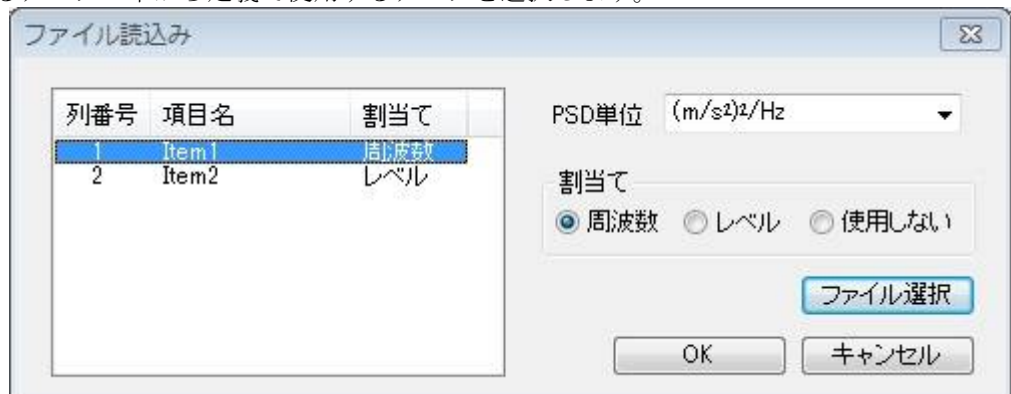 ファイル読込み
列番号 項目名 割当て
1 Item1 周波数
2 Item2 レベル
PSD単位 (m/s²)²/Hz
割当て
周波数 レベル 使用しない
ファイル選択
OK キャンセル